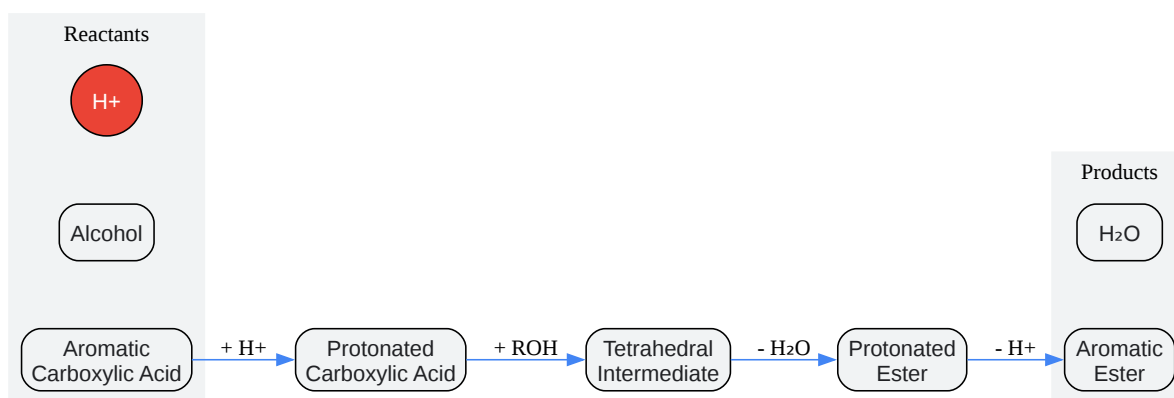 Reactants
H+
Alcohol
Products
H₂O
Aromatic
Carboxylic Acid
+ H+
Protonated
Carboxylic Acid
+ ROH
Tetrahedral
Intermediate
- H₂O
Protonated
Ester
- H+
Aromatic
Ester